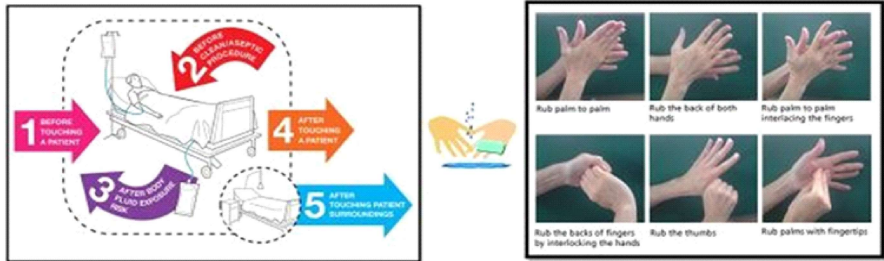 1 BEFORE
TOUCHING
A PATIENT
2 BEFORE
CLEAN/ASEPTIC
PROCEDURE
3 AFTER BODY
FLUID EXPOSURE
RISK
4 AFTER
TOUCHING
A PATIENT
5 AFTER
TOUCHING PATIENT
SURROUNDINGS
Rub palm to palm
Rub the back of both
hands
Rub palm to palm
interlacing the fingers
Rub the backs of fingers
by interlocking the hands
Rub the thumbs
Rub palms with fingertips